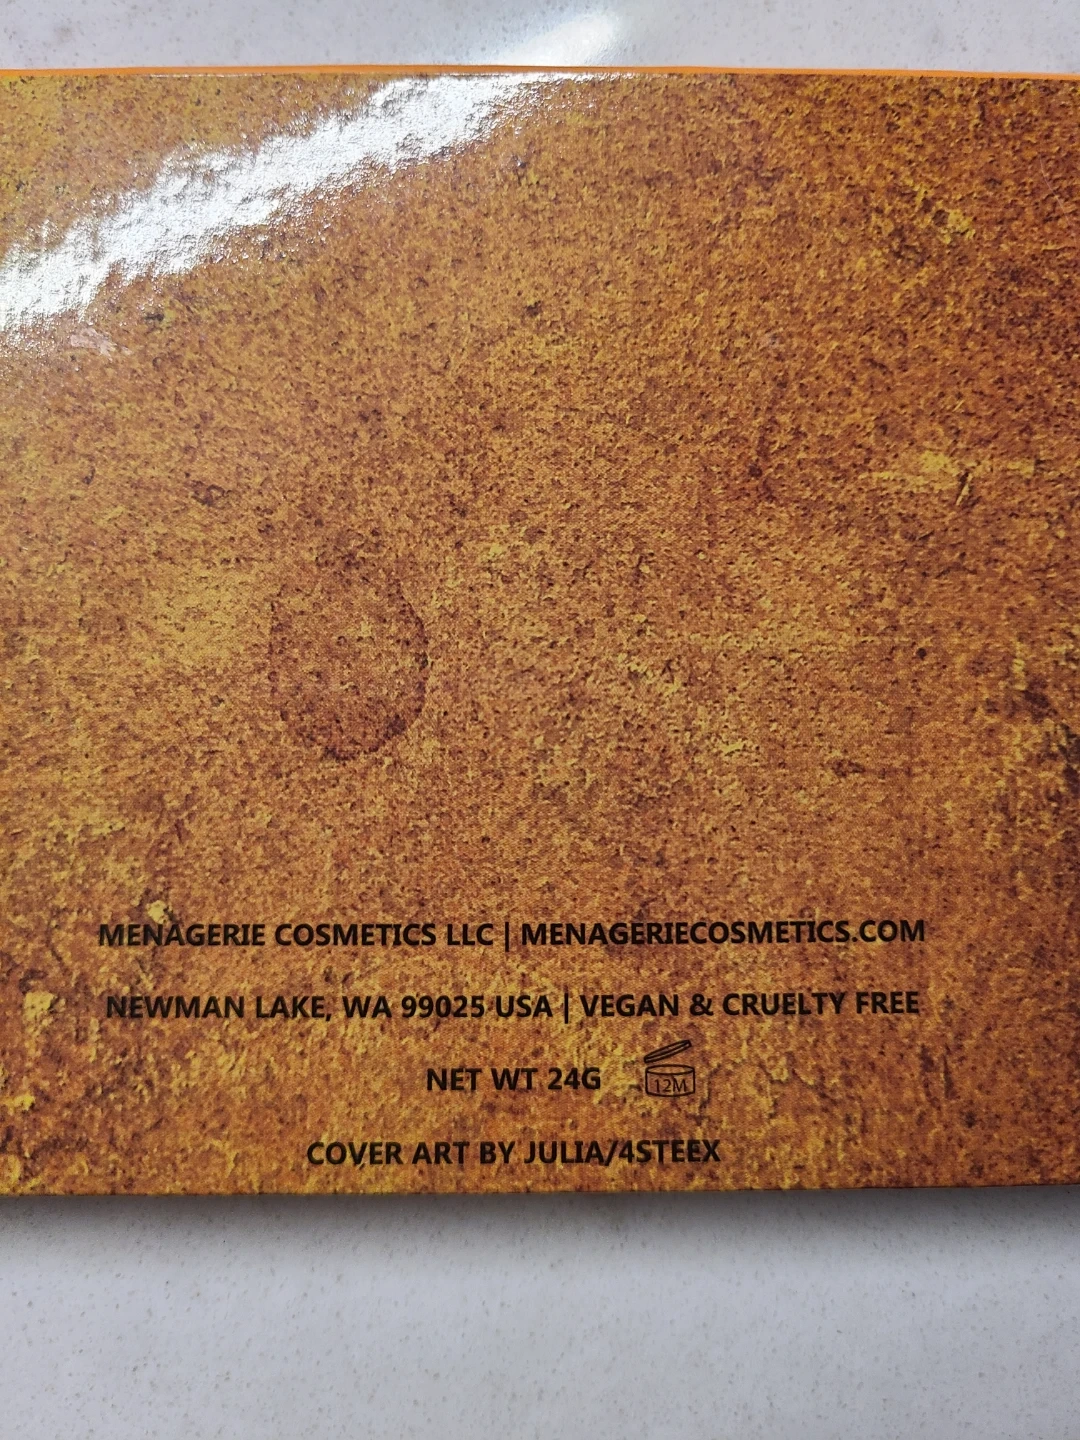 MENAGERIE COSMETICS LLC | MENAGERIECOSMETICS.COM
NEWMAN LAKE, WA 99025 USA | VEGAN & CRUELTY FREE
NET WT 24G 12M
COVER ART BY JULIA/4STEEX